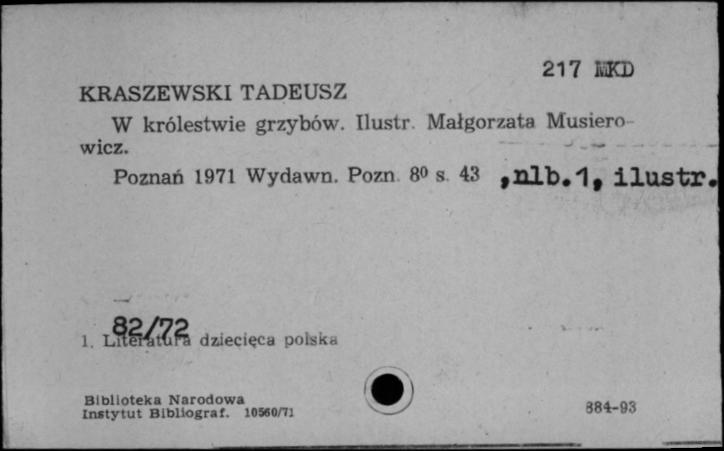 217 MKD
KRASZEWSKI TADEUSZ
W królestwie grzybów. Ilustr. Małgorzata Musiero-
wicz.
Poznań 1971 Wydawn. Pozn. 8⁰ s. 43 ,nlb.1, ilustr.
82/72
1. Literatura dziecięca polska
Biblioteka Narodowa
Instytut Bibliograf. 10560/71
884-93